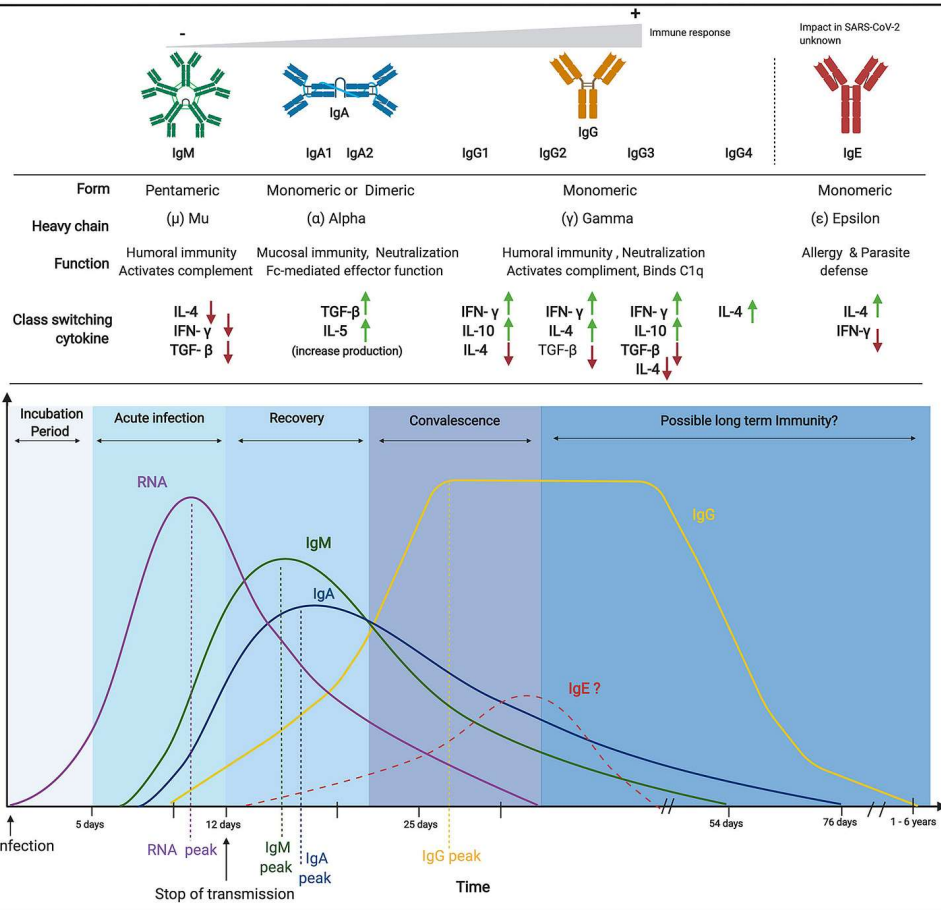 +
-
Immune response
Impact in SARS-CoV-2
unknown
IgA
IgG
IgM
IgA1 IgA2
IgG1
IgG2
IgG3
IgG4
IgE
Form
Pentameric
Monomeric or Dimeric
Monomeric
Monomeric
Heavy chain
(μ) Mu
(α) Alpha
(γ) Gamma
(ε) Epsilon
Function
Humoral immunity
Activates complement
Mucosal immunity, Neutralization
Fc-mediated effector function
Humoral immunity , Neutralization
Activates compliment, Binds C1q
Allergy & Parasite
defense
Class switching
cytokine
IL-4
IFN- γ
TGF- β
TGF-β
IL-5
(increase production)
IFN- γ
IL-10
IL-4
IFN- γ
IL-4
TGF-β
IFN- γ
IL-10
TGF-β
IL-4
IL-4
IL-4
IFN-γ
Incubation
Period
Acute infection
Recovery
Convalescence
Possible long term Immunity?
RNA
IgM
IgA
IgG
IgE ?
5 days
12 days
25 days
54 days
76 days
1 - 6 years
nfection
RNA peak
IgM
peak
IgA
peak
IgG peak
Stop of transmission
Time